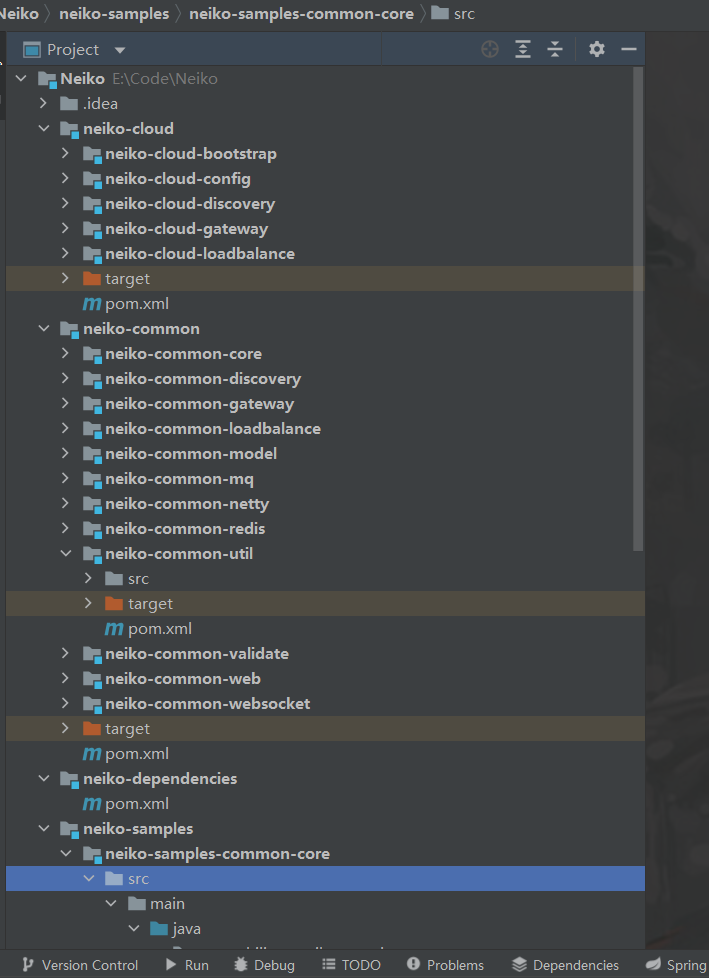 Neiko neiko-samples neiko-samples-common-core src
Project
Neiko E:\Code\Neiko
.idea
neiko-cloud
neiko-cloud-bootstrap
neiko-cloud-config
neiko-cloud-discovery
neiko-cloud-gateway
neiko-cloud-loadbalance
target
pom.xml
neiko-common
neiko-common-core
neiko-common-discovery
neiko-common-gateway
neiko-common-loadbalance
neiko-common-model
neiko-common-mq
neiko-common-netty
neiko-common-redis
neiko-common-util
src
target
pom.xml
neiko-common-validate
neiko-common-web
neiko-common-websocket
target
pom.xml
neiko-dependencies
pom.xml
neiko-samples
neiko-samples-common-core
src
main
java
Version Control Run Debug TODO Problems Dependencies Spring